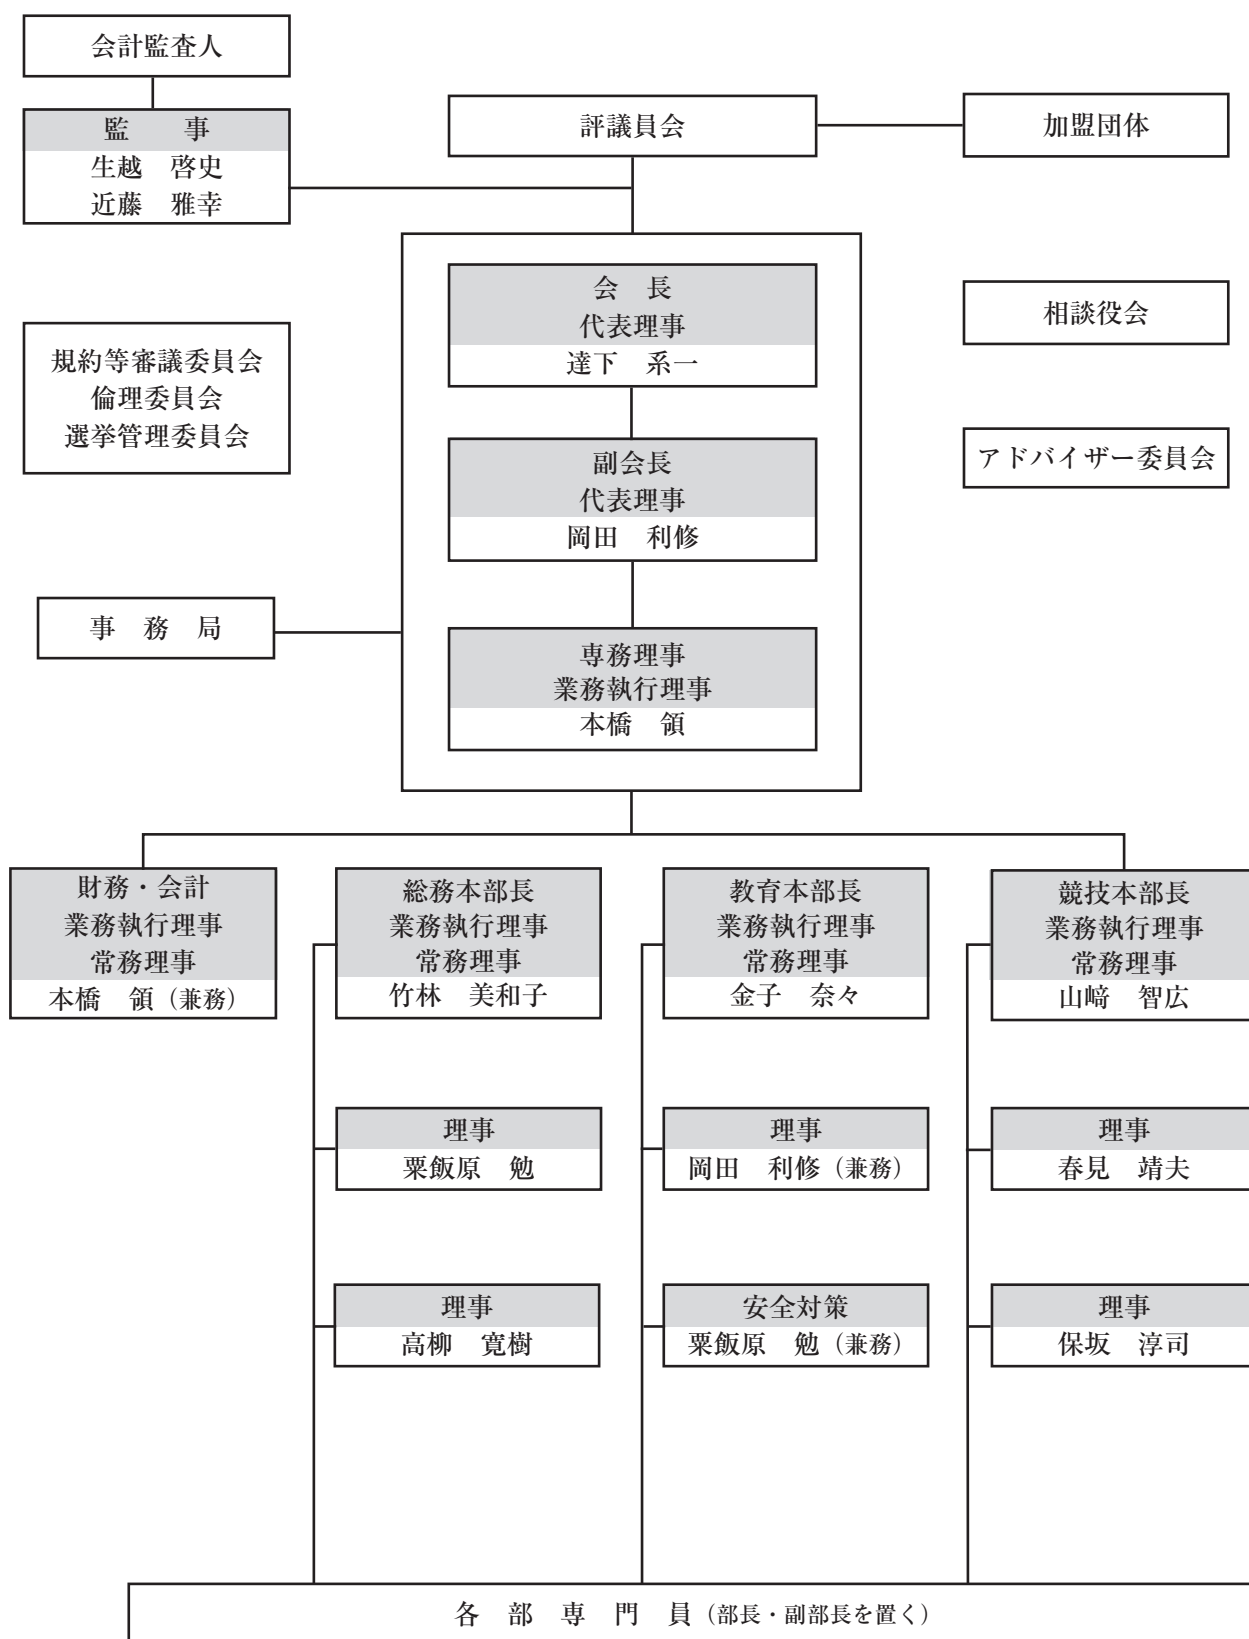 会計監査人
監　　事
生越　啓史
近藤　雅幸
評議員会
加盟団体
会　長
代表理事
達下　系一
相談役会
規約等審議委員会
倫理委員会
選挙管理委員会
アドバイザー委員会
副会長
代表理事
岡田　利修
事　務　局
専務理事
業務執行理事
本橋　領
財務・会計
業務執行理事
常務理事
本橋　領（兼務）
総務本部長
業務執行理事
常務理事
竹林　美和子
教育本部長
業務執行理事
常務理事
金子　奈々
競技本部長
業務執行理事
常務理事
山﨑　智広
理事
粟飯原　勉
理事
岡田　利修（兼務）
理事
春見　靖夫
理事
高柳　寛樹
安全対策
粟飯原　勉（兼務）
理事
保坂　淳司
各　部　専　門　員（部長・副部長を置く）